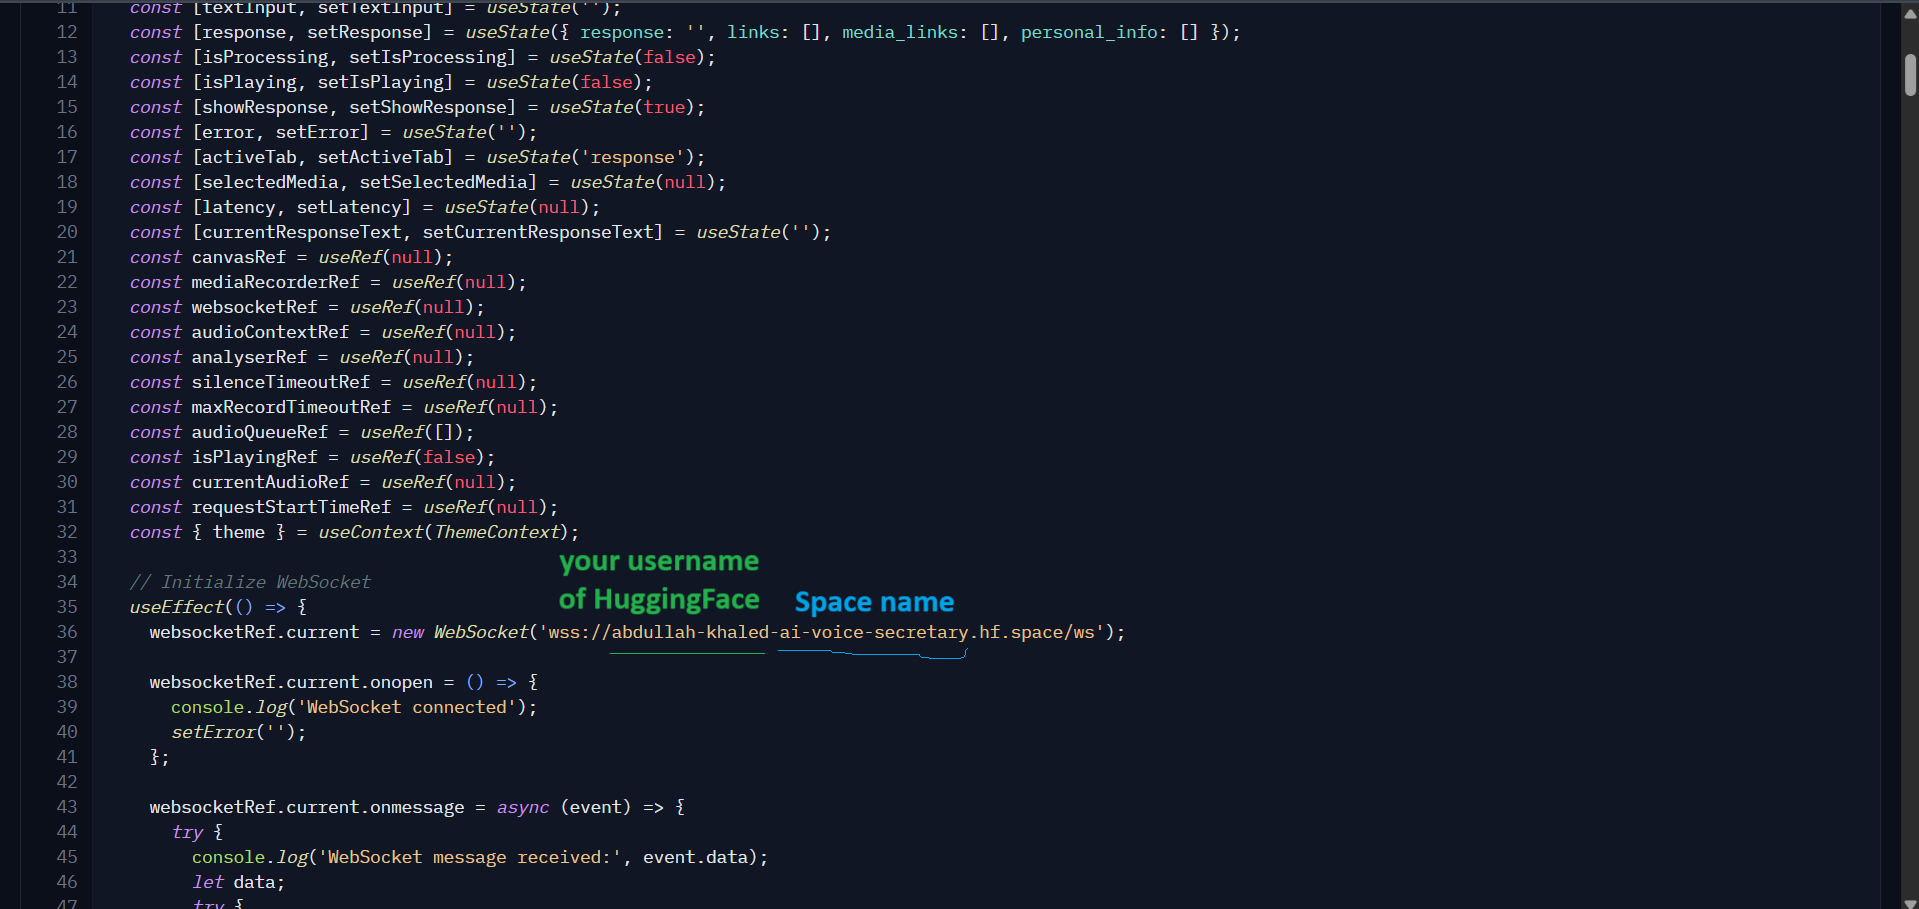 11 const [textInput, setTextInput] = useState('');
12 const [response, setResponse] = useState({ response: '', links: [], media_links: [], personal_info: [] });
13 const [isProcessing, setIsProcessing] = useState(false);
14 const [isPlaying, setIsPlaying] = useState(false);
15 const [showResponse, setShowResponse] = useState(true);
16 const [error, setError] = useState('');
17 const [activeTab, setActiveTab] = useState('response');
18 const [selectedMedia, setSelectedMedia] = useState(null);
19 const [latency, setLatency] = useState(null);
20 const [currentResponseText, setCurrentResponseText] = useState('');
21 const canvasRef = useRef(null);
22 const mediaRecorderRef = useRef(null);
23 const websocketRef = useRef(null);
24 const audioContextRef = useRef(null);
25 const analyserRef = useRef(null);
26 const silenceTimeoutRef = useRef(null);
27 const maxRecordTimeoutRef = useRef(null);
28 const audioQueueRef = useRef([]);
29 const isPlayingRef = useRef(false);
30 const currentAudioRef = useRef(null);
31 const requestStartTimeRef = useRef(null);
32 const { theme } = useContext(ThemeContext);
33
your username
of HuggingFace
Space name
34 // Initialize WebSocket
35 useEffect(() => {
36 websocketRef.current = new WebSocket('wss://abdullah-khaled-ai-voice-secretary.hf.space/ws');
37
38 websocketRef.current.onopen = () => {
39 console.log('WebSocket connected');
40 setError('');
41 };
42
43 websocketRef.current.onmessage = async (event) => {
44 try {
45 console.log('WebSocket message received:', event.data);
46 let data;
47 try {